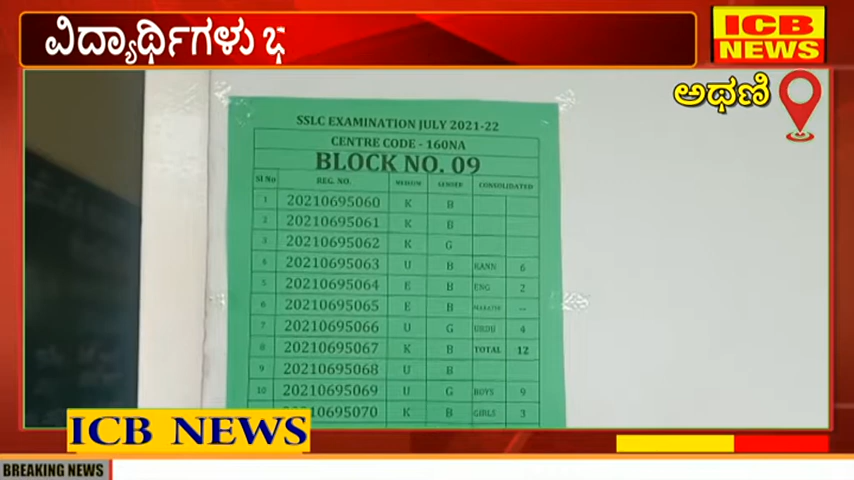 ವಿದ್ಯಾರ್ಥಿಗಳು
ICB
NEWS
ಅಥಣಿ
SSLC EXAMINATION JULY 2021-22
CENTRE CODE - 160NA
BLOCK NO. 09
Sl No REG. NO. MEDIUM GENDER CONSOLIDATED
1 20210695060 K B
2 20210695061 K B
3 20210695062 K G
4 20210695063 U B KANN 6
5 20210695064 E B ENG 2
6 20210695065 E B MARATHI --
7 20210695066 U G URDU 4
8 20210695067 K B TOTAL 12
9 20210695068 U B
10 20210695069 U G BOYS 9
20210695070 K B GIRLS 3
ICB NEWS
BREAKING NEWS